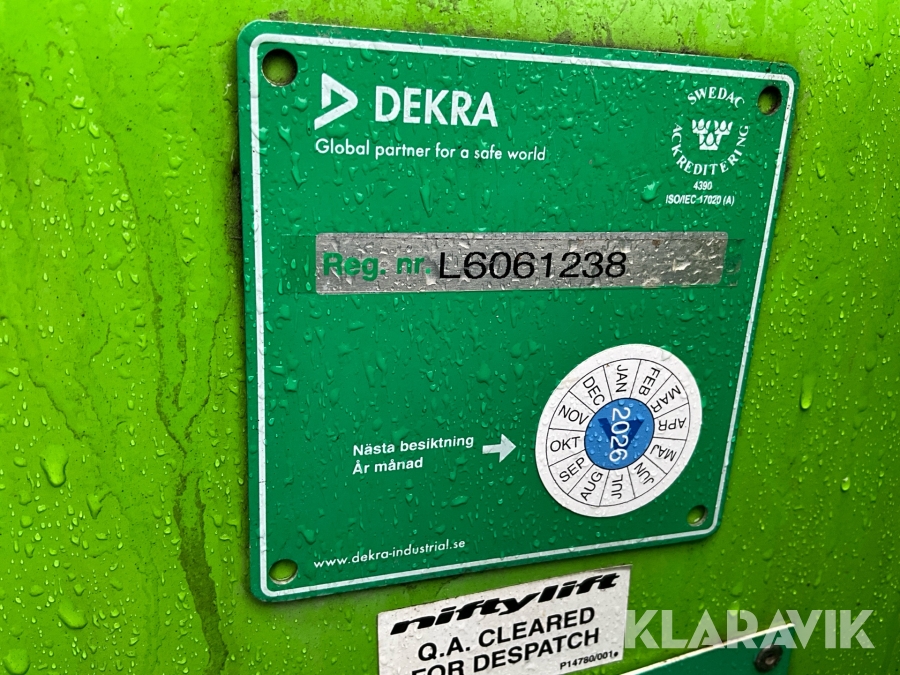 DEKRA
Global partner for a safe world
SWEDAC
ACKREDITERING
4390
ISO/IEC 17020 (A)
Reg. nr. L6061238
Nästa besiktning
År månad
JAN
FEB
MAR
APR
MAJ
JUN
JUL
AUG
SEP
OKT
NOV
DEC
2026
www.dekra-industrial.se
niftylift
Q.A. CLEARED
FOR DESPATCH
P14780/001
KLARAVIK